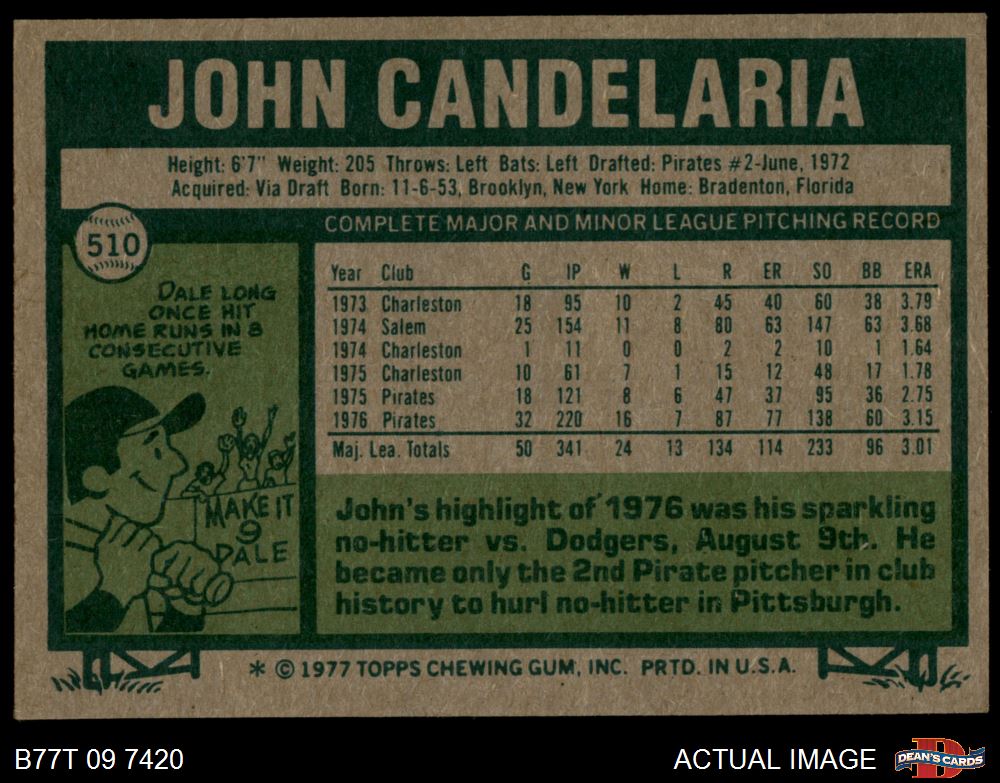 JOHN CANDELARIA
Height: 6'7" Weight: 205 Throws: Left Bats: Left Drafted: Pirates #2-June, 1972
Acquired: Via Draft Born: 11-6-53, Brooklyn, New York Home: Bradenton, Florida
510
COMPLETE MAJOR AND MINOR LEAGUE PITCHING RECORD
DALE LONG
ONCE HIT
HOME RUNS IN 8
CONSECUTIVE
GAMES.
MAKE IT
9
DALE
Year Club G IP W L R ER SO BB ERA
1973 Charleston 18 95 10 2 45 40 60 38 3.79
1974 Salem 25 154 11 8 80 63 147 63 3.68
1974 Charleston 1 11 0 0 2 2 10 1 1.64
1975 Charleston 10 61 7 1 15 12 48 17 1.78
1975 Pirates 18 121 8 6 47 37 95 36 2.75
1976 Pirates 32 220 16 7 87 77 138 60 3.15
Maj. Lea. Totals 50 341 24 13 134 114 233 96 3.01
John's highlight of 1976 was his sparkling
no-hitter vs. Dodgers, August 9th. He
became only the 2nd Pirate pitcher in club
history to hurl no-hitter in Pittsburgh.
* © 1977 TOPPS CHEWING GUM, INC. PRTD. IN U.S.A.
B77T 09 7420
ACTUAL IMAGE
D
DEAN'S CARDS